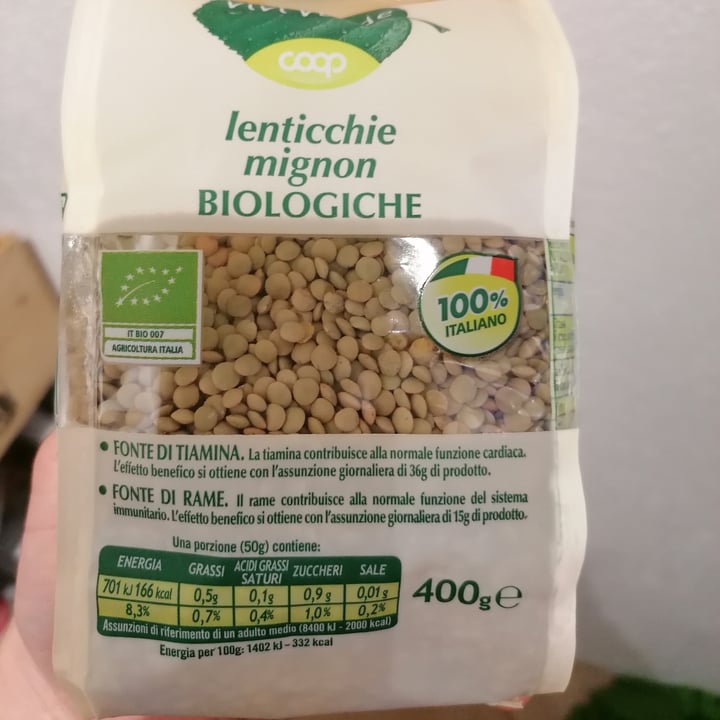 coop
lenticchie
mignon
BIOLOGICHE
IT BIO 007
AGRICOLTURA ITALIA
100%
ITALIANO
• FONTE DI TIAMINA. La tiamina contribuisce alla normale funzione cardiaca.
L'effetto benefico si ottiene con l'assunzione giornaliera di 36g di prodotto.
• FONTE DI RAME. Il rame contribuisce alla normale funzione del sistema
immunitario. L'effetto benefico si ottiene con l'assunzione giornaliera di 15g di prodotto.
Una porzione (50g) contiene:
ENERGIA GRASSI ACIDI GRASSI SATURI ZUCCHERI SALE
701 kJ 166 kcal 0,5g 0,1g 0,9 g 0,01 g
8,3% 0,7% 0,4% 1,0% 0,2%
Assunzioni di riferimento di un adulto medio (8400 kJ - 2000 kcal)
Energia per 100g: 1402 kJ - 332 kcal
400g e